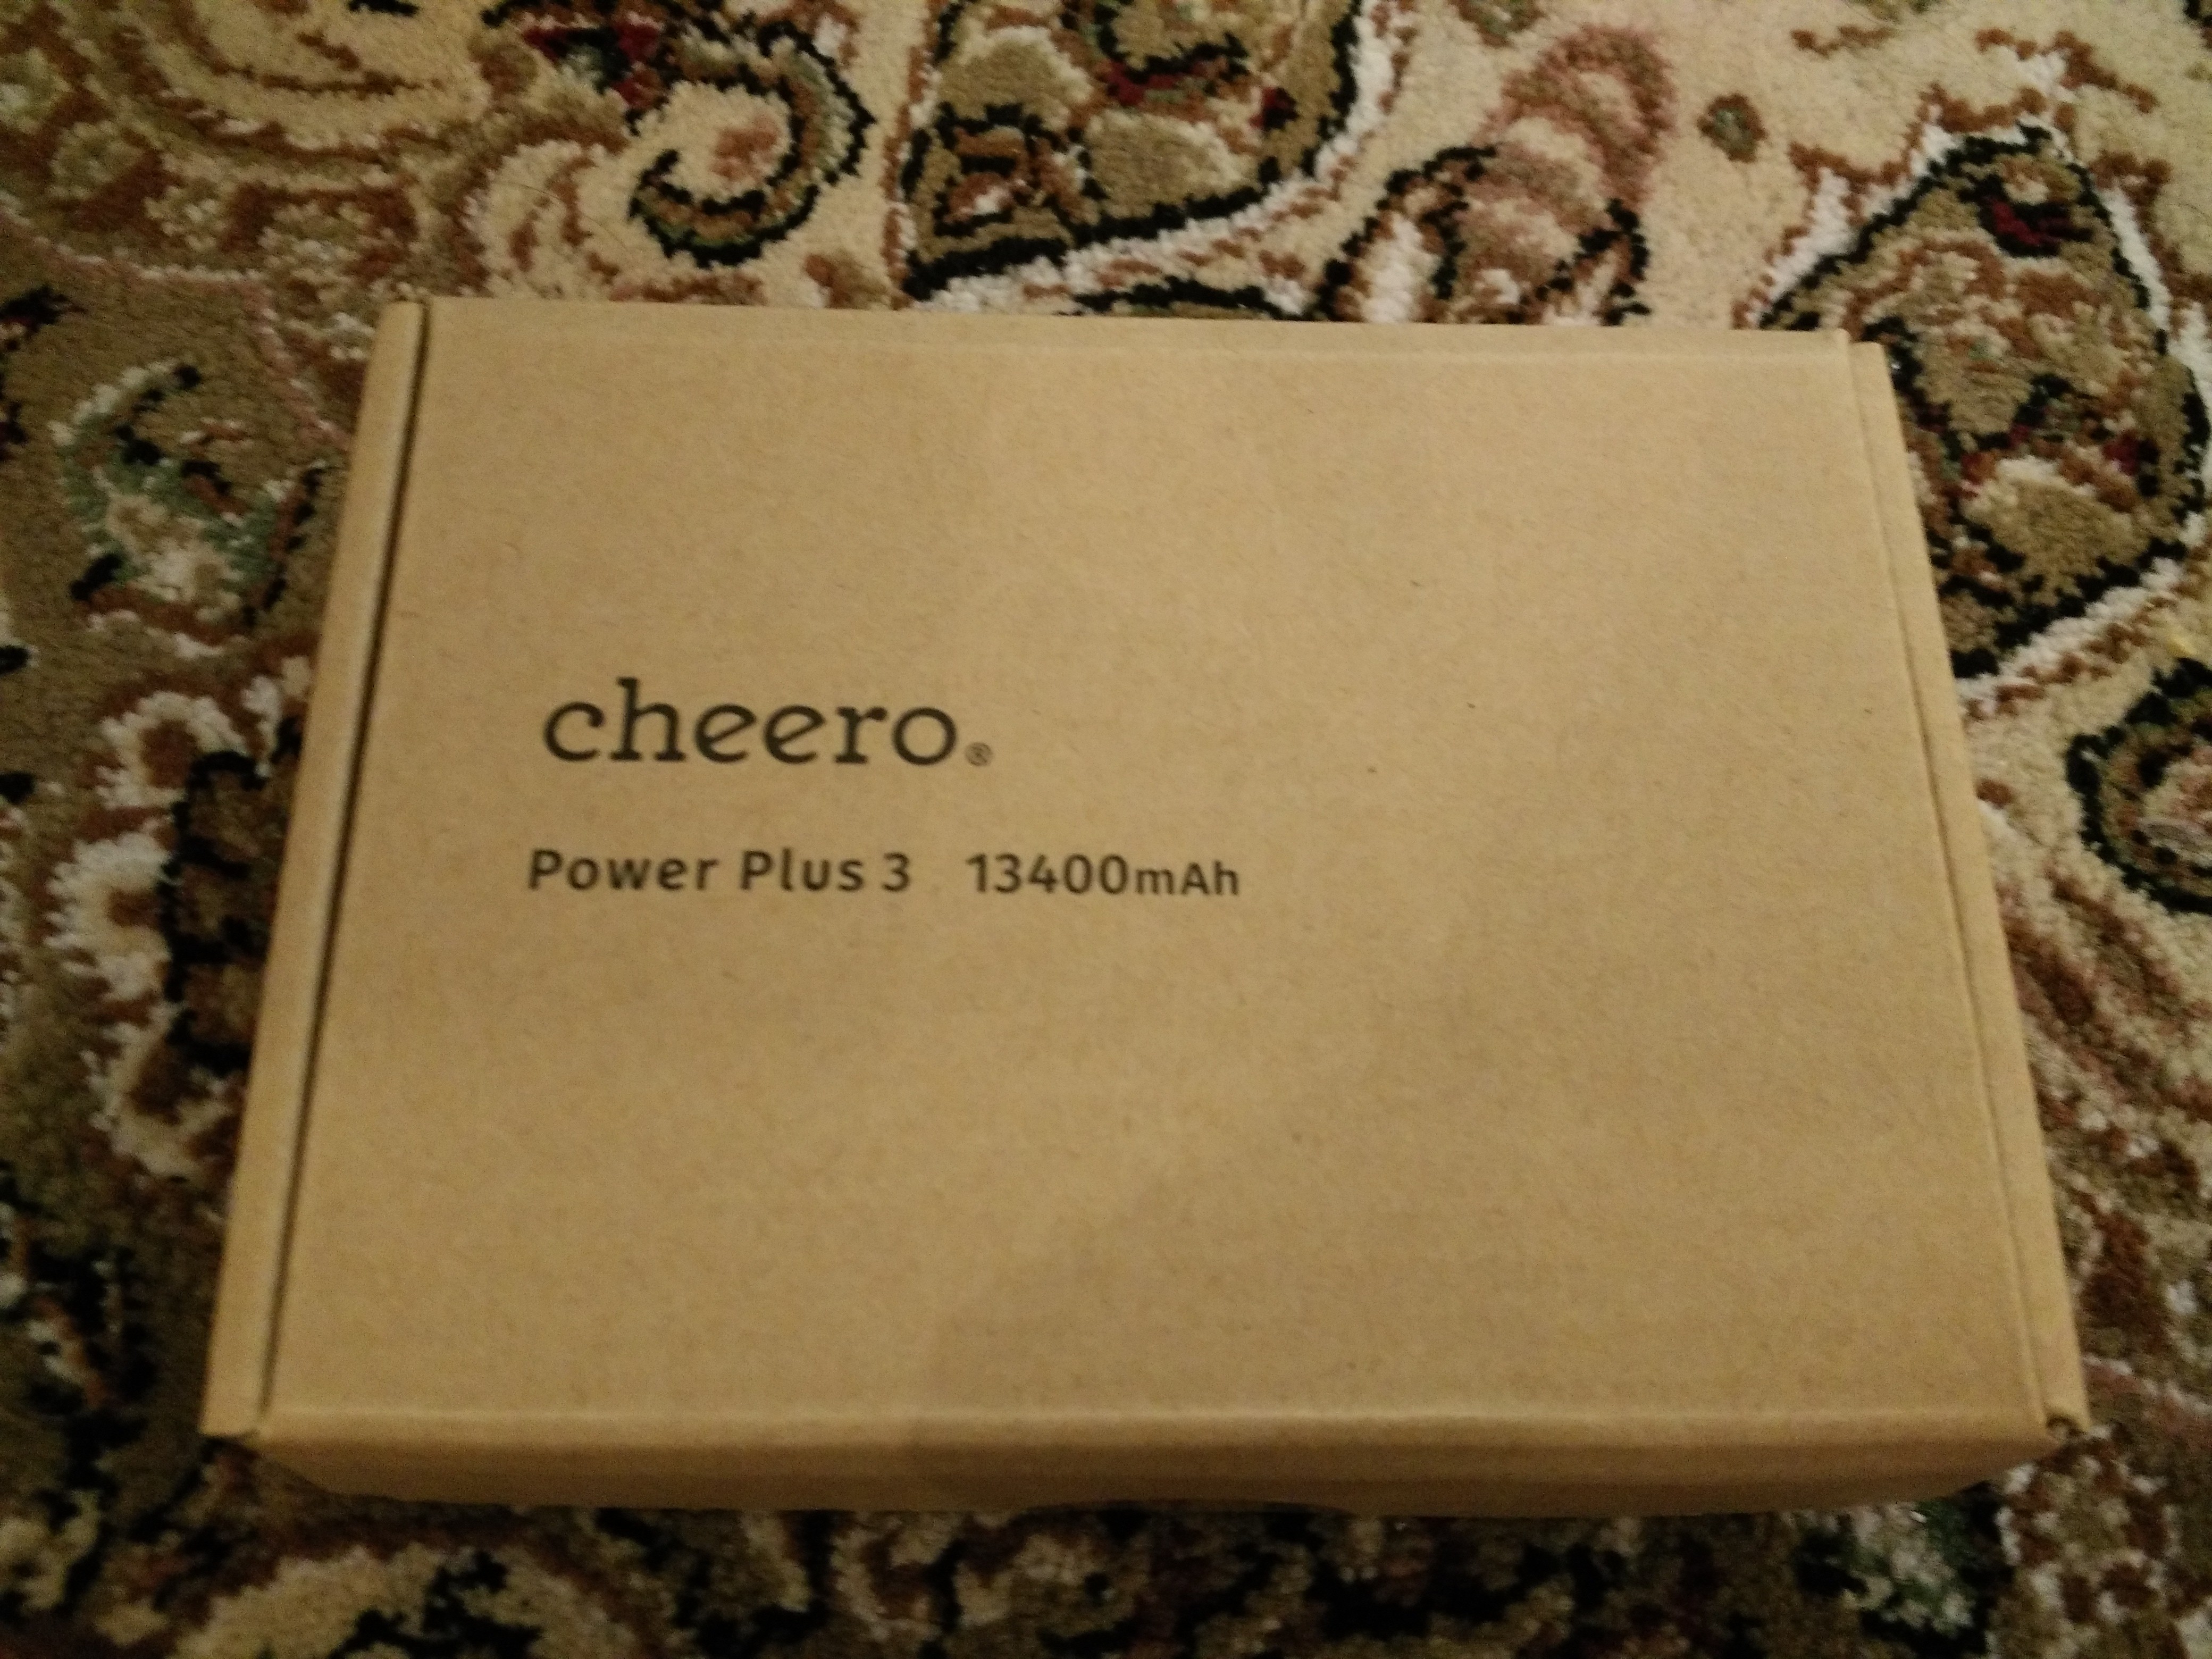 cheero®
Power Plus 3 13400mAh